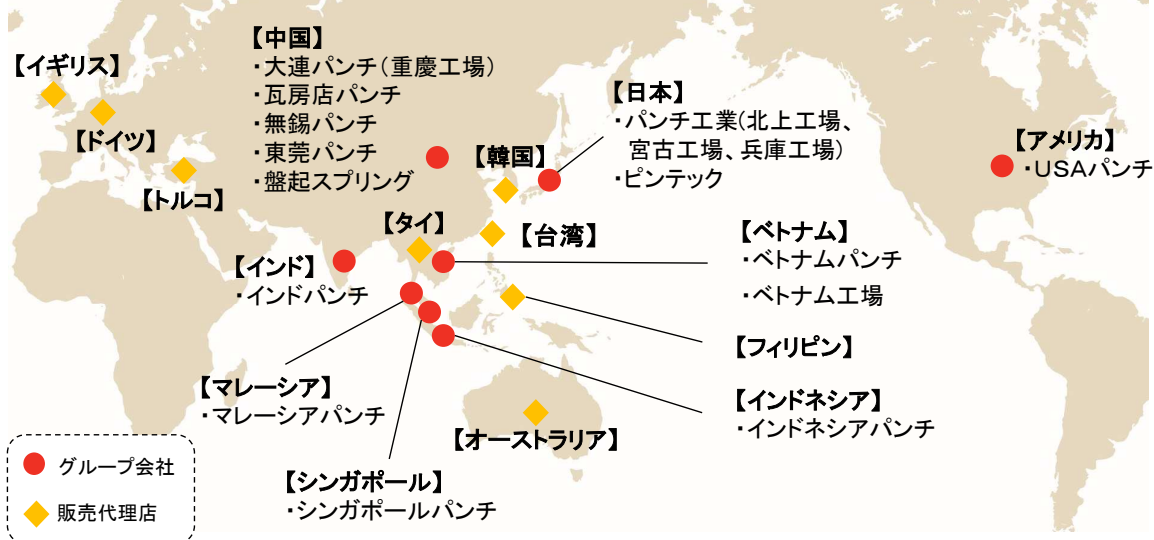 【イギリス】
【ドイツ】
【トルコ】
【中国】
・大連パンチ（重慶工場）
・瓦房店パンチ
・無錫パンチ
・東莞パンチ
・盤起スプリング
【韓国】
【日本】
・パンチ工業(北上工場、
宮古工場、兵庫工場）
・ピンテック
【アメリカ】
・USAパンチ
【タイ】
【台湾】
【インド】
・インドパンチ
【ベトナム】
・ベトナムパンチ
・ベトナム工場
【フィリピン】
【マレーシア】
・マレーシアパンチ
【インドネシア】
・インドネシアパンチ
【オーストラリア】
【シンガポール】
・シンガポールパンチ
グループ会社
販売代理店